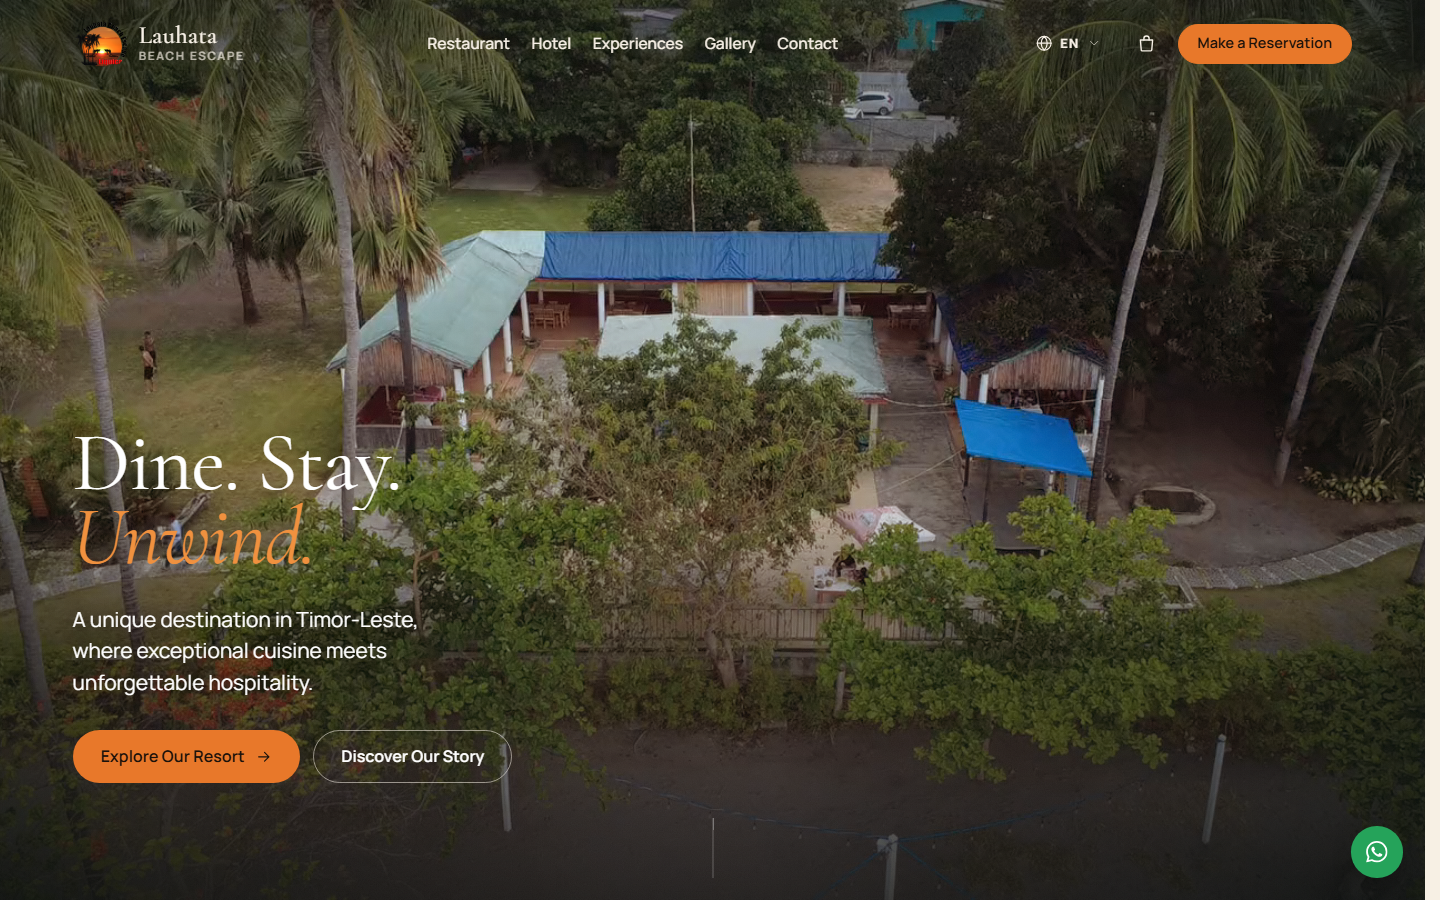 Lauhata
BEACH ESCAPE
Restaurant
Hotel
Experiences
Gallery
Contact
EN
Make a Reservation
Dine. Stay.
Unwind.
A unique destination in Timor-Leste,
where exceptional cuisine meets
unforgettable hospitality.
Explore Our Resort →
Discover Our Story